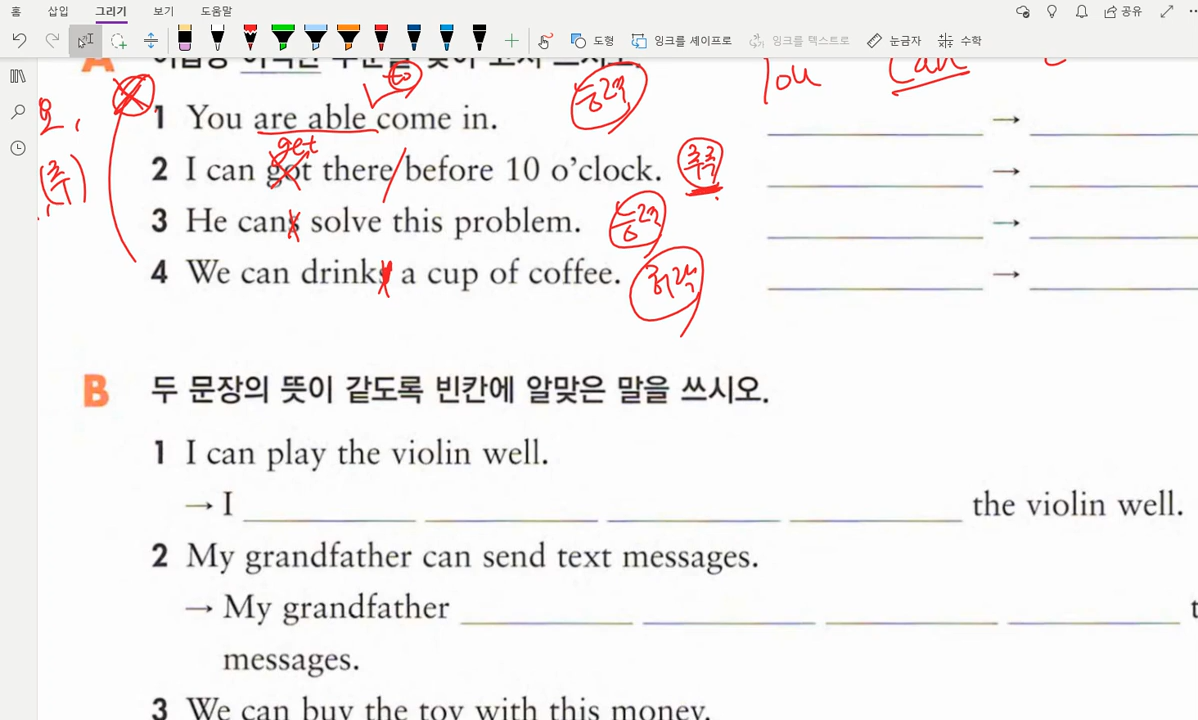 홈 삽입 그리기 보기 도움말 공유
도형 잉크를 셰이프로 잉크를 텍스트로 눈금자 수학
A
You can
to
1 You are able come in. 능력 →
get
2 I can got there/before 10 o'clock. 추측 →
(추)
3 He cans solve this problem. 능력 →
4 We can drinks a cup of coffee. 허락 →
B 두 문장의 뜻이 같도록 빈칸에 알맞은 말을 쓰시오.
1 I can play the violin well.
→ I the violin well.
2 My grandfather can send text messages.
→ My grandfather t
messages.
3 We can buy the toy with this money.